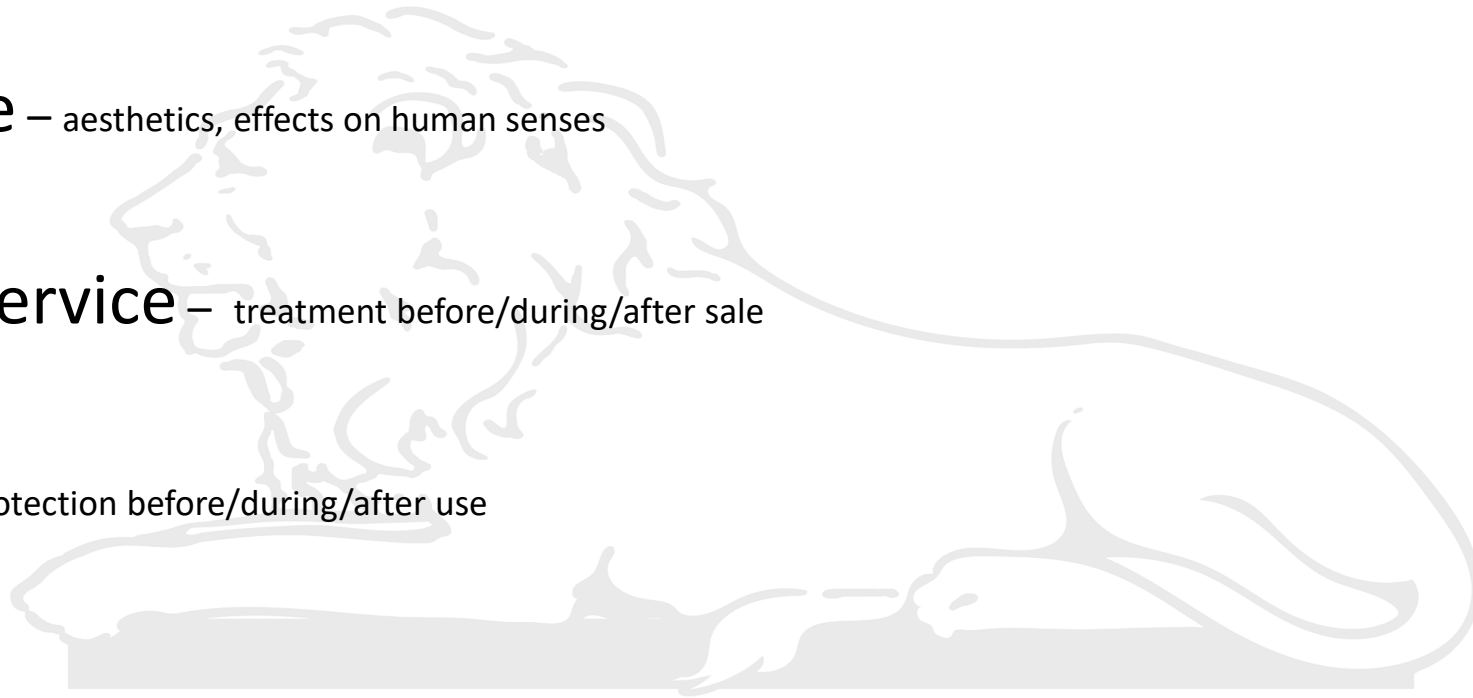 e – aesthetics, effects on human senses
ervice – treatment before/during/after sale
otection before/during/after use